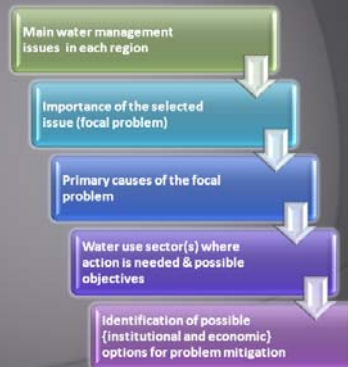 Main water management
issues in each region
Importance of the selected
issue (focal problem)
Primary causes of the focal
problem
Water use sector(s) where
action is needed & possible
objectives
Identification of possible
{institutional and economic}
options for problem mitigation